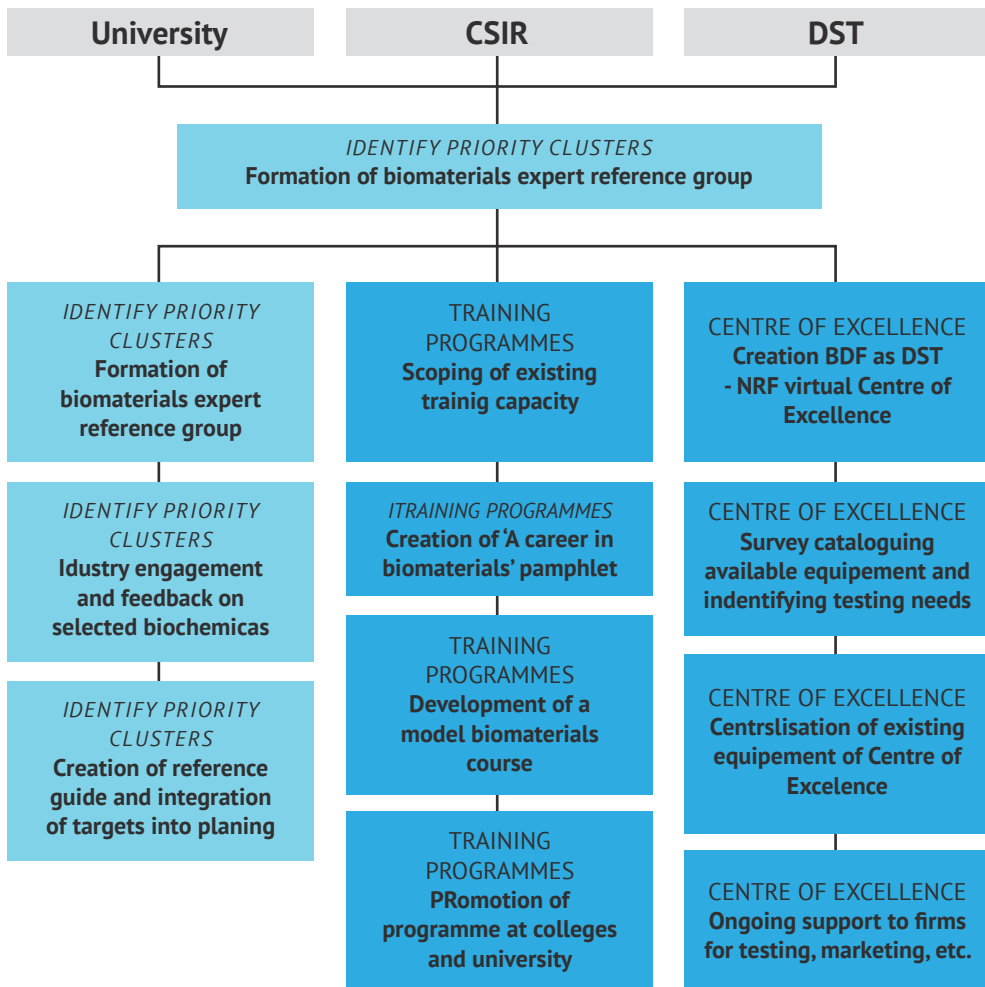 University
CSIR
DST
IDENTIFY PRIORITY CLUSTERS
Formation of biomaterials expert reference group
IDENTIFY PRIORITY
CLUSTERS
Formation of
biomaterials expert
reference group
IDENTIFY PRIORITY
CLUSTERS
Idustry engagement
and feedback on
selected biochemicas
IDENTIFY PRIORITY
CLUSTERS
Creation of reference
guide and integration
of targets into planing
TRAINING
PROGRAMMES
Scoping of existing
trainig capacity
ITRAINING PROGRAMMES
Creation of ‘A career in
biomaterials’ pamphlet
TRAINING
PROGRAMMES
Development of a
model biomaterials
course
TRAINING
PROGRAMMES
PRomotion of
programme at colleges
and university
CENTRE OF EXCELLENCE
Creation BDF as DST
- NRF virtual Centre of
Excellence
CENTRE OF EXCELLENCE
Survey cataloguing
available equipement and
indentifying testing needs
CENTRE OF EXCELLENCE
Centrslisation of existing
equipement of Centre of
Excelence
CENTRE OF EXCELLENCE
Ongoing support to firms
for testing, marketing, etc.